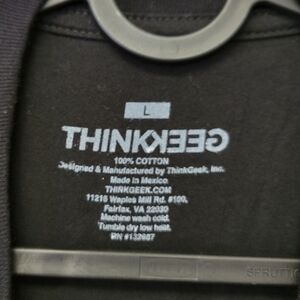 L
THINKGEEK
100% COTTON
Designed & Manufactured by ThinkGeek, Inc.
Made in Mexico
THINKGEEK.COM
11216 Waples Mill Rd. #100,
Fairfax, VA 22030
Machine wash cold.
Tumble dry low heat.
RN #132667